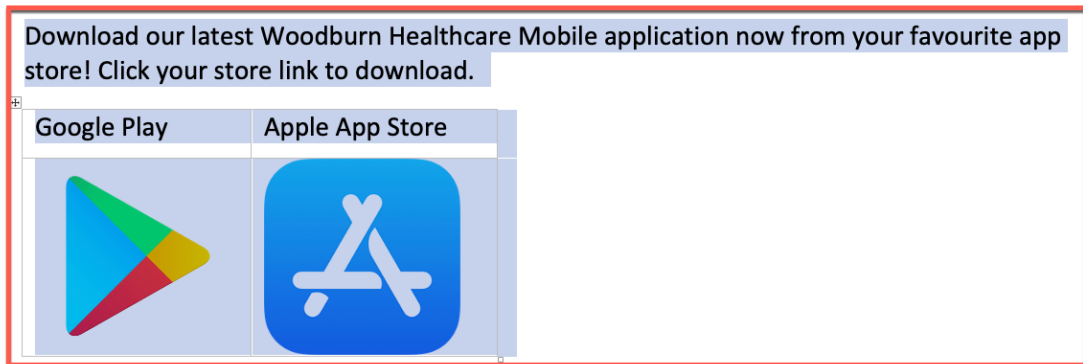 Download our latest Woodburn Healthcare Mobile application now from your favourite app
store! Click your store link to download.
Google Play
Apple App Store